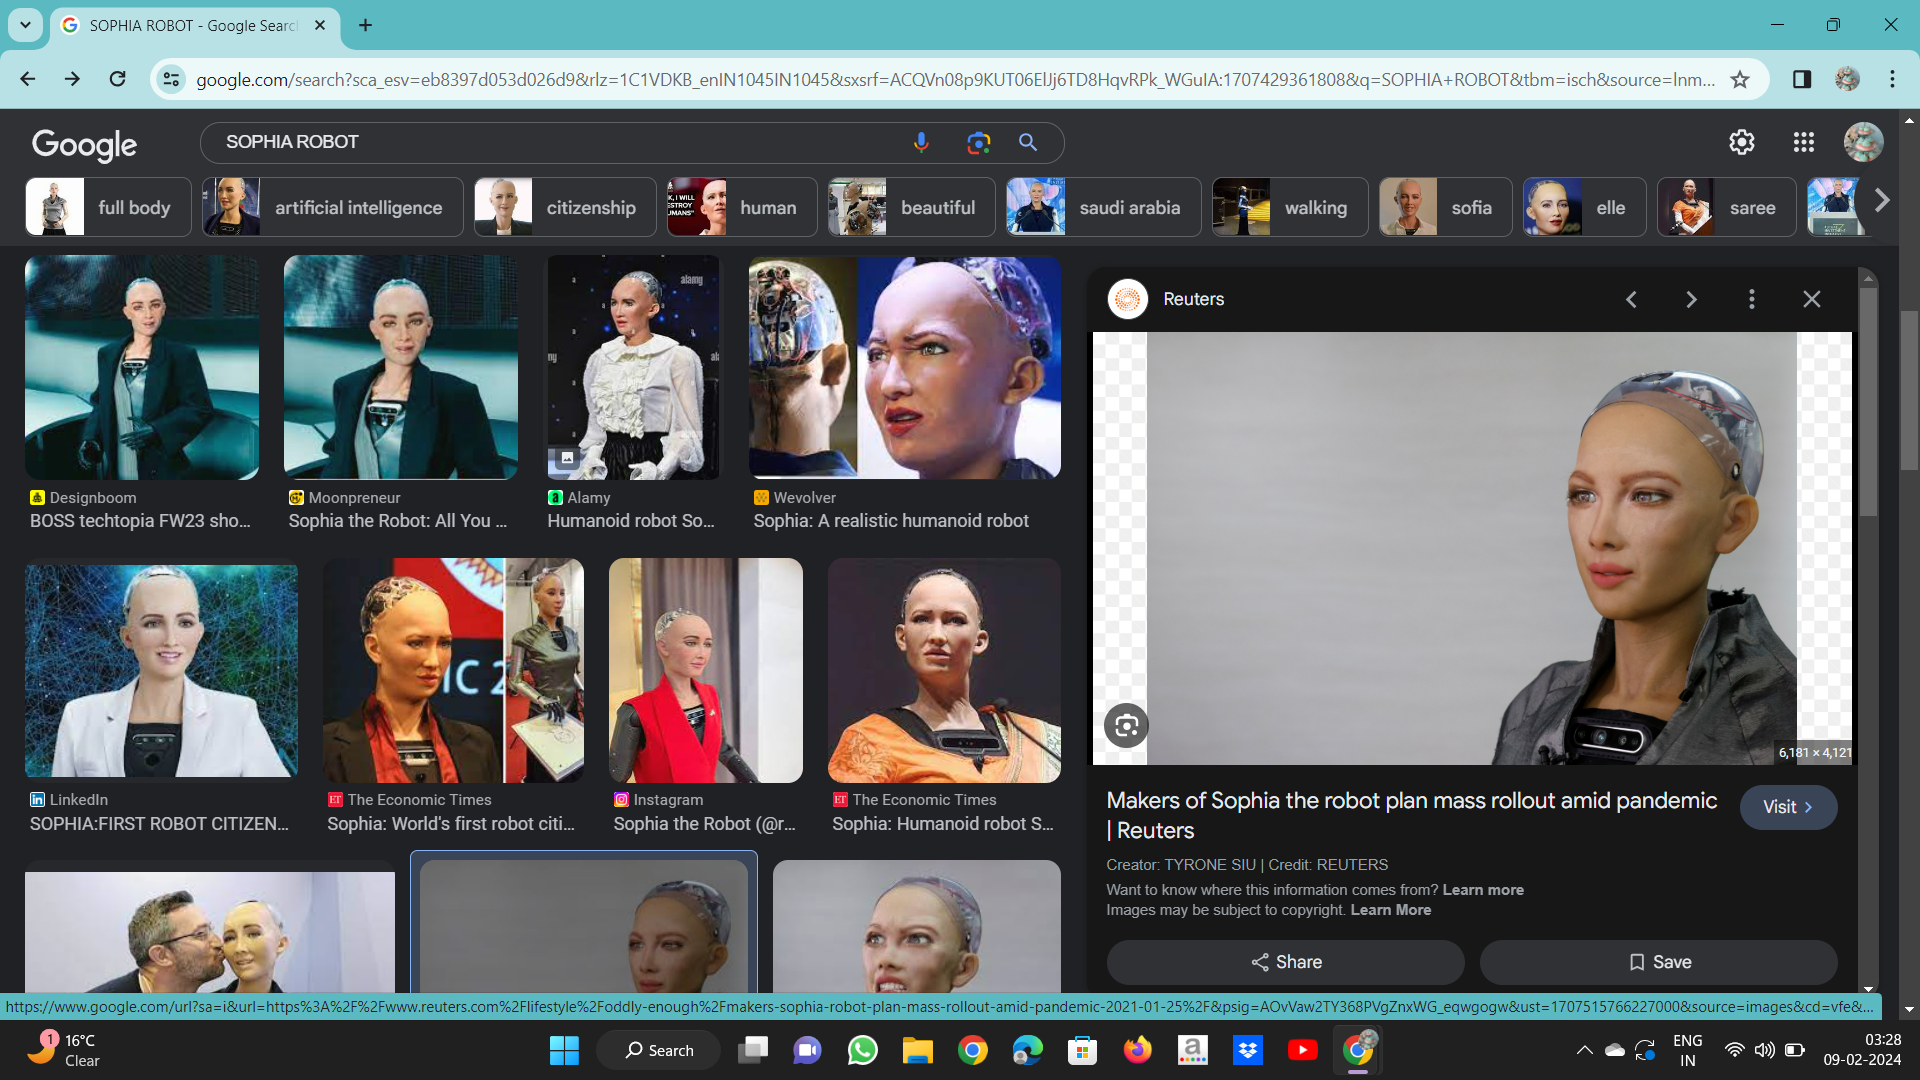 SOPHIA ROBOT - Google Searc
google.com/search?sca_esv=eb8397d053d026d9&rlz=1C1VDKB_enIN1045IN1045&sxsrf=ACQVn08p9KUT06ElJj6TD8HqvRPk_WGuIA:1707429361808&q=SOPHIA+ROBOT&tbm=isch&source=lnm...
Google
SOPHIA ROBOT
full body
artificial intelligence
citizenship
human
beautiful
saudi arabia
walking
sofia
elle
saree
alamy
Designboom
BOSS techtopia FW23 sho...
Moonpreneur
Sophia the Robot: All You ...
Alamy
Humanoid robot So...
Wevolver
Sophia: A realistic humanoid robot
IC 2
LinkedIn
SOPHIA:FIRST ROBOT CITIZEN...
ET The Economic Times
Sophia: World's first robot citi...
Instagram
Sophia the Robot (@r...
ET The Economic Times
Sophia: Humanoid robot S...
Reuters
6,181 × 4,121
Makers of Sophia the robot plan mass rollout amid pandemic
| Reuters
Visit
Creator: TYRONE SIU | Credit: REUTERS
Want to know where this information comes from? Learn more
Images may be subject to copyright. Learn More
Share
Save
https://www.google.com/url?sa=i&url=https%3A%2F%2Fwww.reuters.com%2Flifestyle%2Foddly-enough%2Fmakers-sophia-robot-plan-mass-rollout-amid-pandemic-2021-01-25%2F&psig=AOvVaw2TY368PVgZnxWG_eqwgogw&ust=1707515766227000&source=images&cd=vfe&...
1
16°C
Clear
Search
ENG
IN
03:28
09-02-2024